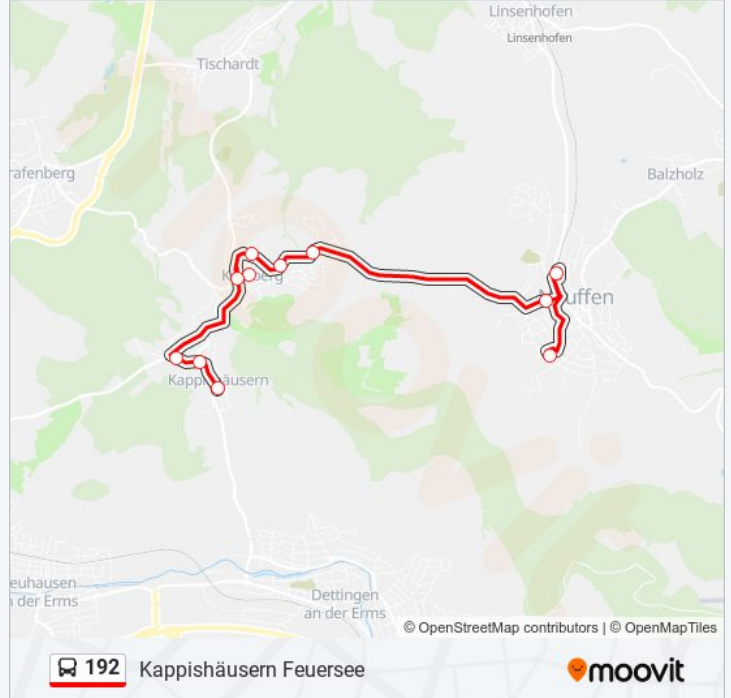 Linsenhofen
Linsenhofen
Tischardt
rafenberg
Balzholz
Kappishäusern
euhausen
n der Erms
Dettingen
an der Erms
© OpenStreetMap contributors | © OpenMapTiles
192 Kappishäusern Feuersee moovit